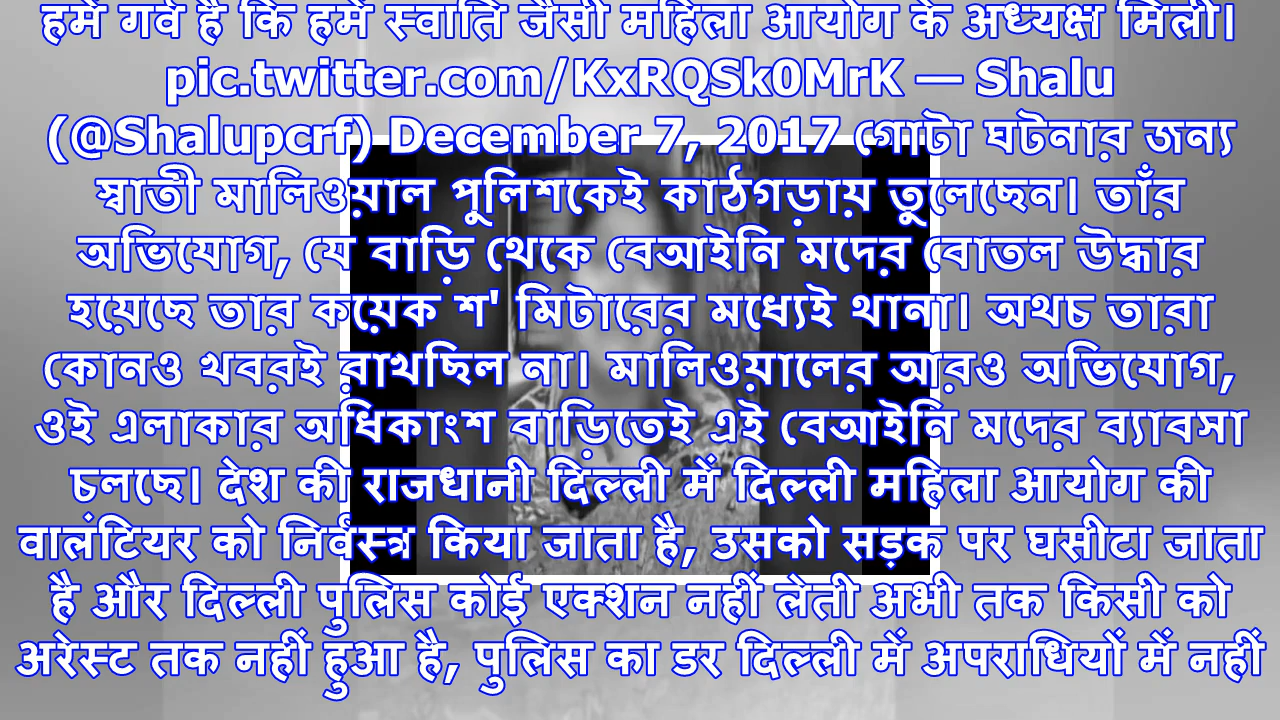 हमें गर्व है कि हमें स्वाति जैसी महिला आयोग के अध्यक्ष मिली।
pic.twitter.com/KxRQSk0MrK — Shalu
(@Shalupcrf) December 7, 2017 গোটা ঘটনার জন্য
স্বাতী মালিওয়াল পুলিশকেই কাঠগড়ায় তুলেছেন। তাঁর
অভিযোগ, যে বাড়ি থেকে বেআইনি মদের বোতল উদ্ধার
হয়েছে তার কয়েক শ' মিটারের মধ্যেই থানা। অথচ তারা
কোনও খবরই রাখছিল না। মালিওয়ালের আরও অভিযোগ,
ওই এলাকার অধিকাংশ বাড়িতেই এই বেআইনি মদের ব্যাবসা
চলছে। देश की राजधानी दिल्ली में दिल्ली महिला आयोग की
वालंटियर को निर्वस्त्र किया जाता है, उसको सड़क पर घसीटा जाता
है और दिल्ली पुलिस कोई एक्शन नहीं लेती अभी तक किसी को
अरेस्ट तक नहीं हुआ है, पुलिस का डर दिल्ली में अपराधियों में नहीं